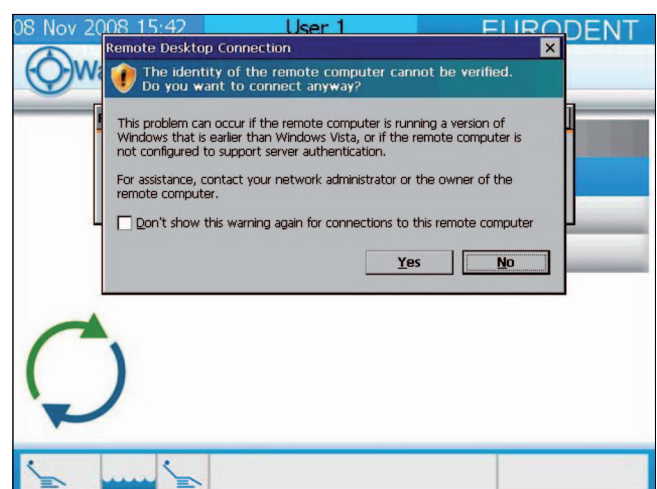 08 Nov 2008 15:42
User 1
EURODENT
Remote Desktop Connection
The identity of the remote computer cannot be verified.
Do you want to connect anyway?
This problem can occur if the remote computer is running a version of
Windows that is earlier than Windows Vista, or if the remote computer is
not configured to support server authentication.
For assistance, contact your network administrator or the owner of the
remote computer.
Don't show this warning again for connections to this remote computer
Yes
No